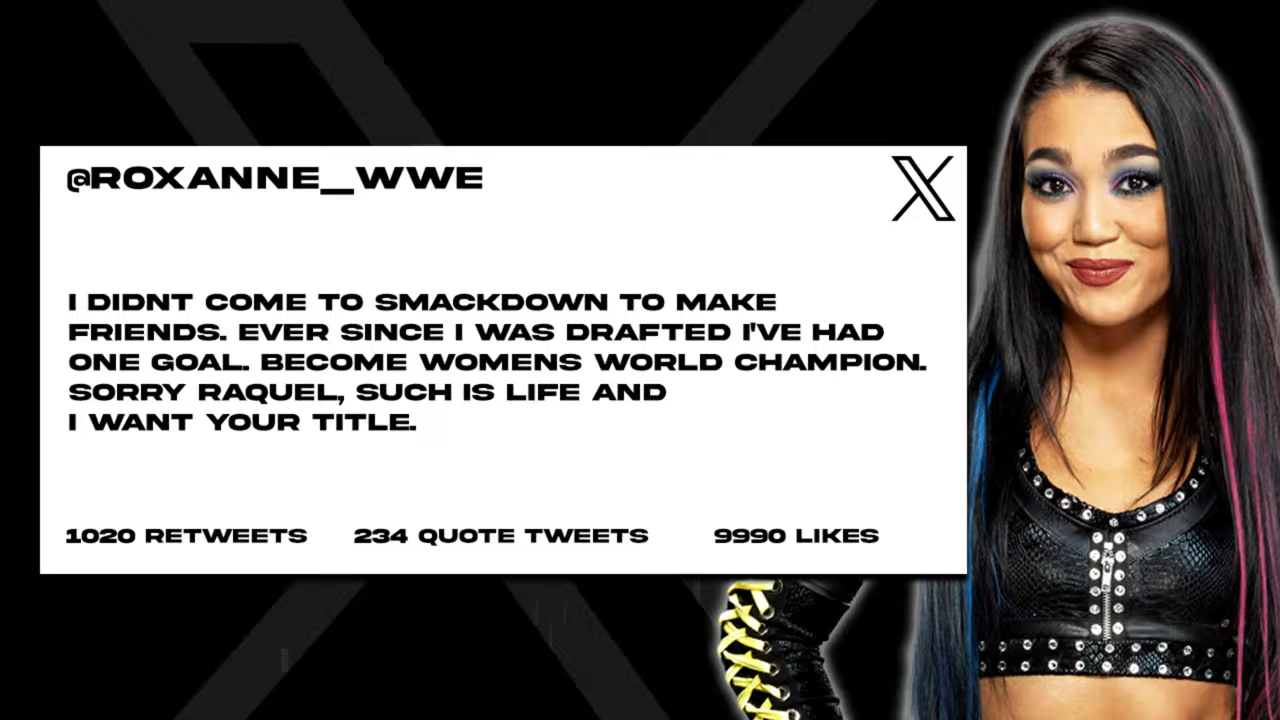 @ROXANNE_WWE
I DIDNT COME TO SMACKDOWN TO MAKE
FRIENDS. EVER SINCE I WAS DRAFTED I'VE HAD
ONE GOAL. BECOME WOMENS WORLD CHAMPION.
SORRY RAQUEL, SUCH IS LIFE AND
I WANT YOUR TITLE.
1020 RETWEETS 234 QUOTE TWEETS 9990 LIKES